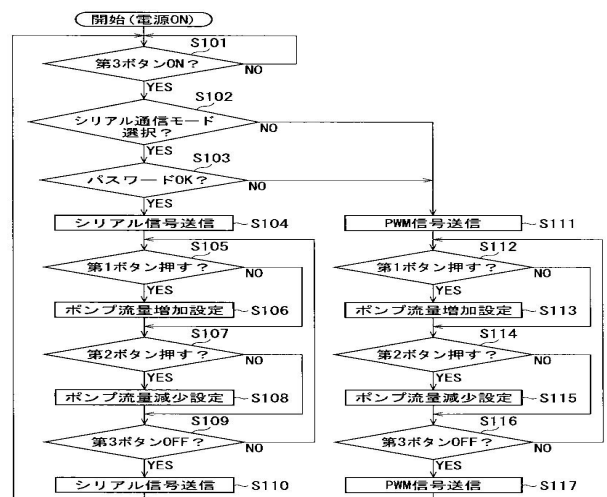 開始(電源ON)
S101
第3ボタンON?
NO
YES
S102
シリアル通信モード
選択?
NO
YES
S103
パスワードOK?
NO
YES
シリアル信号送信
S104
S105
第1ボタン押す?
NO
YES
ポンプ流量増加設定
S106
S107
第2ボタン押す?
NO
YES
ポンプ流量減少設定
S108
S109
第3ボタンOFF?
NO
YES
シリアル信号送信
S110
PWM信号送信
S111
S112
第1ボタン押す?
NO
YES
ポンプ流量増加設定
S113
S114
第2ボタン押す?
NO
YES
ポンプ流量減少設定
S115
S116
第3ボタンOFF?
NO
YES
PWM信号送信
S117